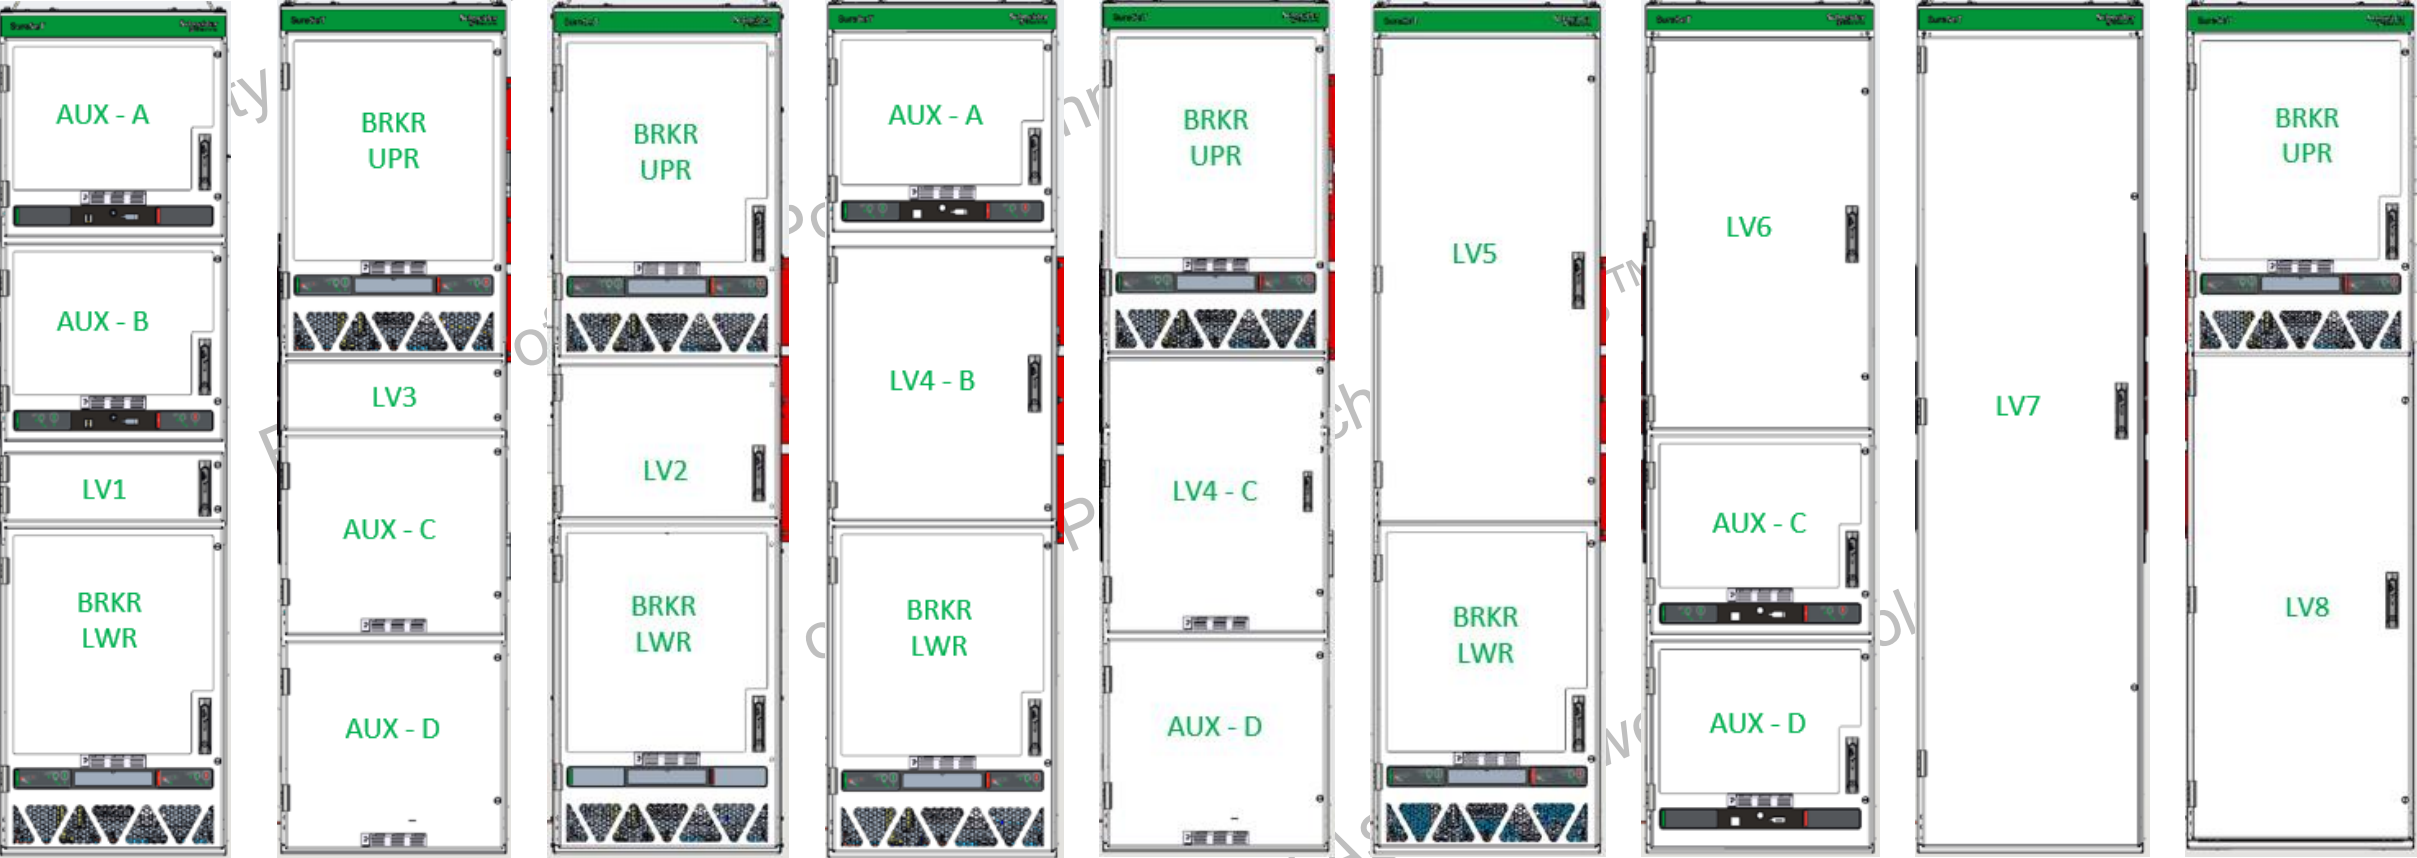 AUX - A
AUX - B
LV1
BRKR
LWR
BRKR
UPR
LV3
AUX - C
AUX - D
BRKR
UPR
LV2
BRKR
LWR
AUX - A
LV4 - B
BRKR
LWR
BRKR
UPR
LV4 - C
AUX - D
LV5
BRKR
LWR
LV6
AUX - C
AUX - D
LV7
BRKR
UPR
LV8